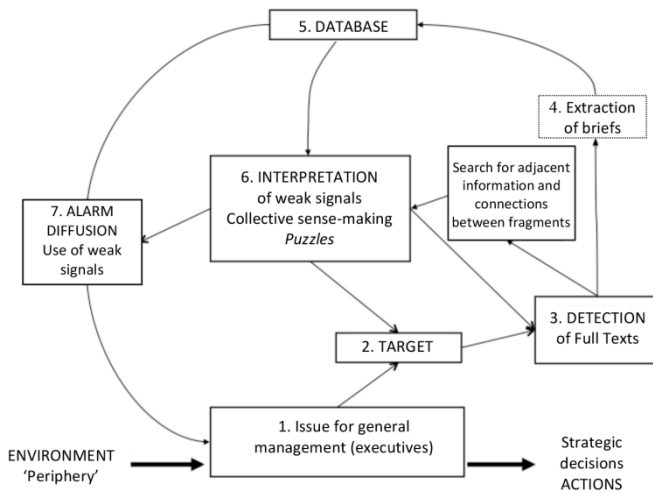 5. DATABASE
4. Extraction
of briefs
Search for adjacent
information and
connections
between fragments
6. INTERPRETATION
of weak signals
Collective sense-making
Puzzles
7. ALARM
DIFFUSION
Use of weak
signals
3. DETECTION
of Full Texts
2. TARGET
1. Issue for general
management (executives)
ENVIRONMENT
‘Periphery’
Strategic
decisions
ACTIONS